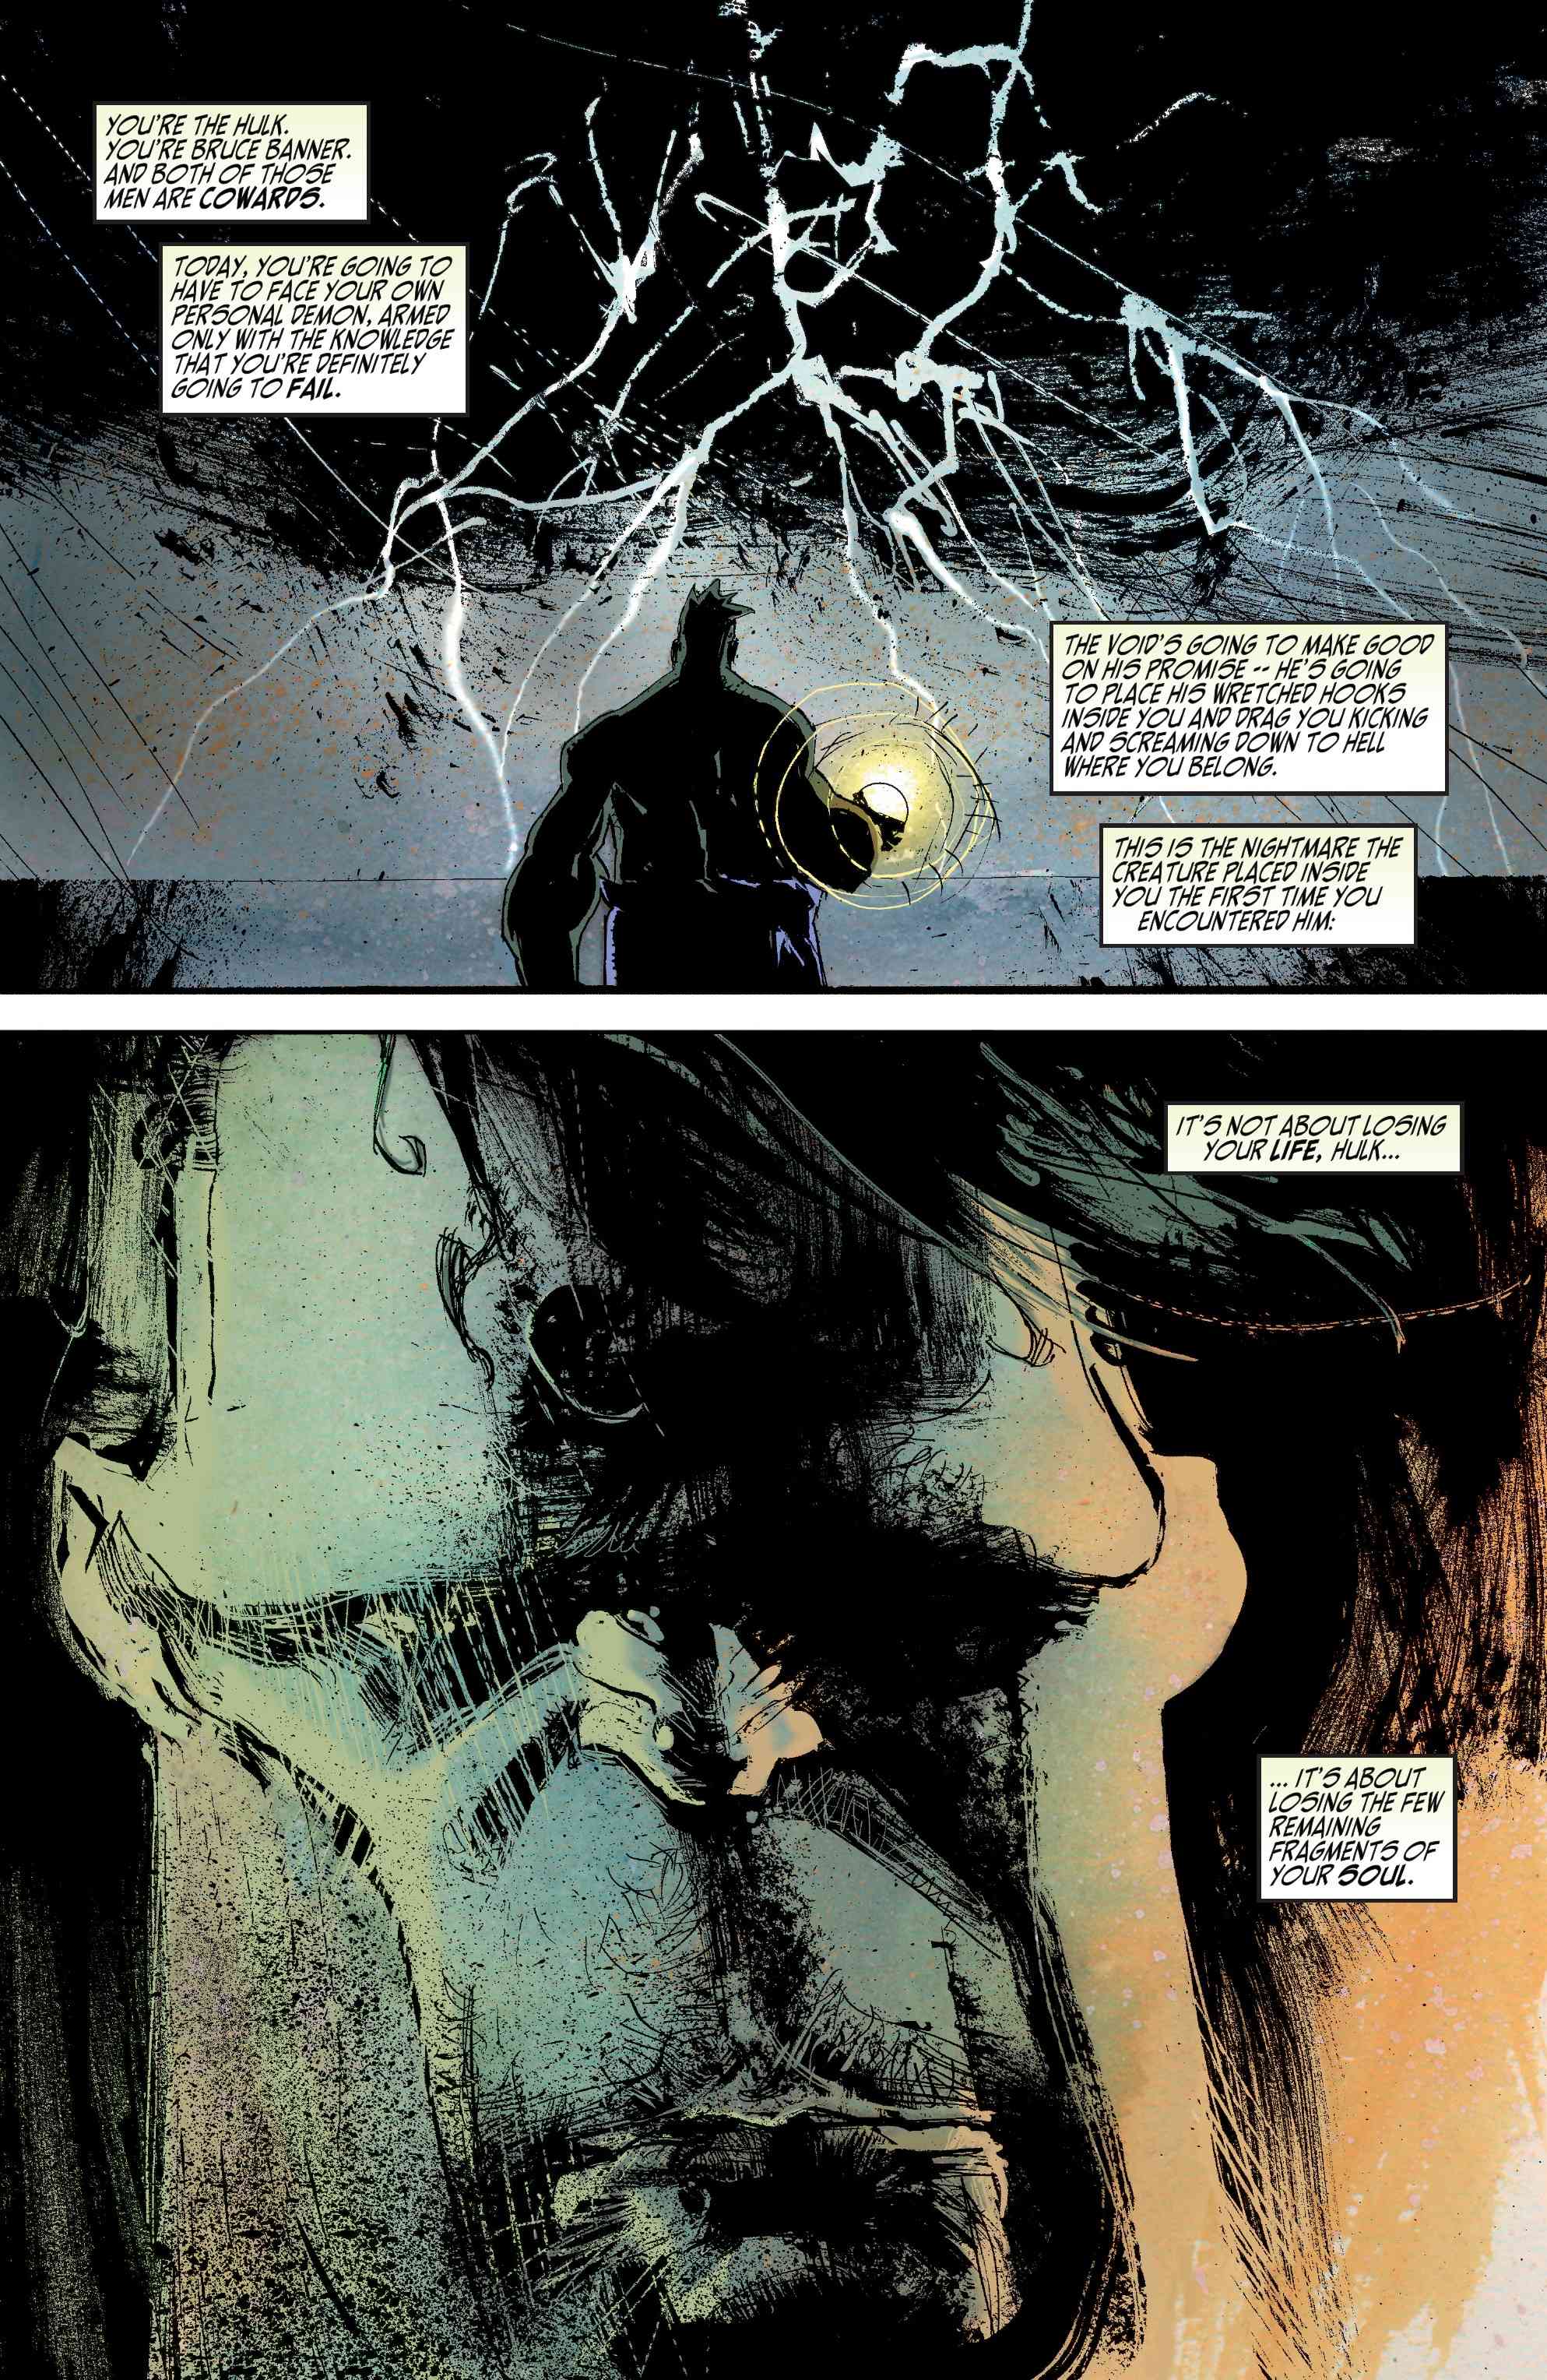 YOU'RE THE HULK.
YOU'RE BRUCE BANNER.
AND BOTH OF THOSE
MEN ARE COWARDS.
TODAY, YOU'RE GOING TO
HAVE TO FACE YOUR OWN
PERSONAL DEMON, ARMED
ONLY WITH THE KNOWLEDGE
THAT YOU'RE DEFINITELY
GOING TO FAIL.
THE VOID'S GOING TO MAKE GOOD
ON HIS PROMISE -- HE'S GOING
TO PLACE HIS WRETCHED HOOKS
INSIDE YOU AND DRAG YOU KICKING
AND SCREAMING DOWN TO HELL
WHERE YOU BELONG.
THIS IS THE NIGHTMARE THE
CREATURE PLACED INSIDE
YOU THE FIRST TIME YOU
ENCOUNTERED HIM:
IT'S NOT ABOUT LOSING
YOUR LIFE, HULK...
... IT'S ABOUT
LOSING THE FEW
REMAINING
FRAGMENTS OF
YOUR SOUL.